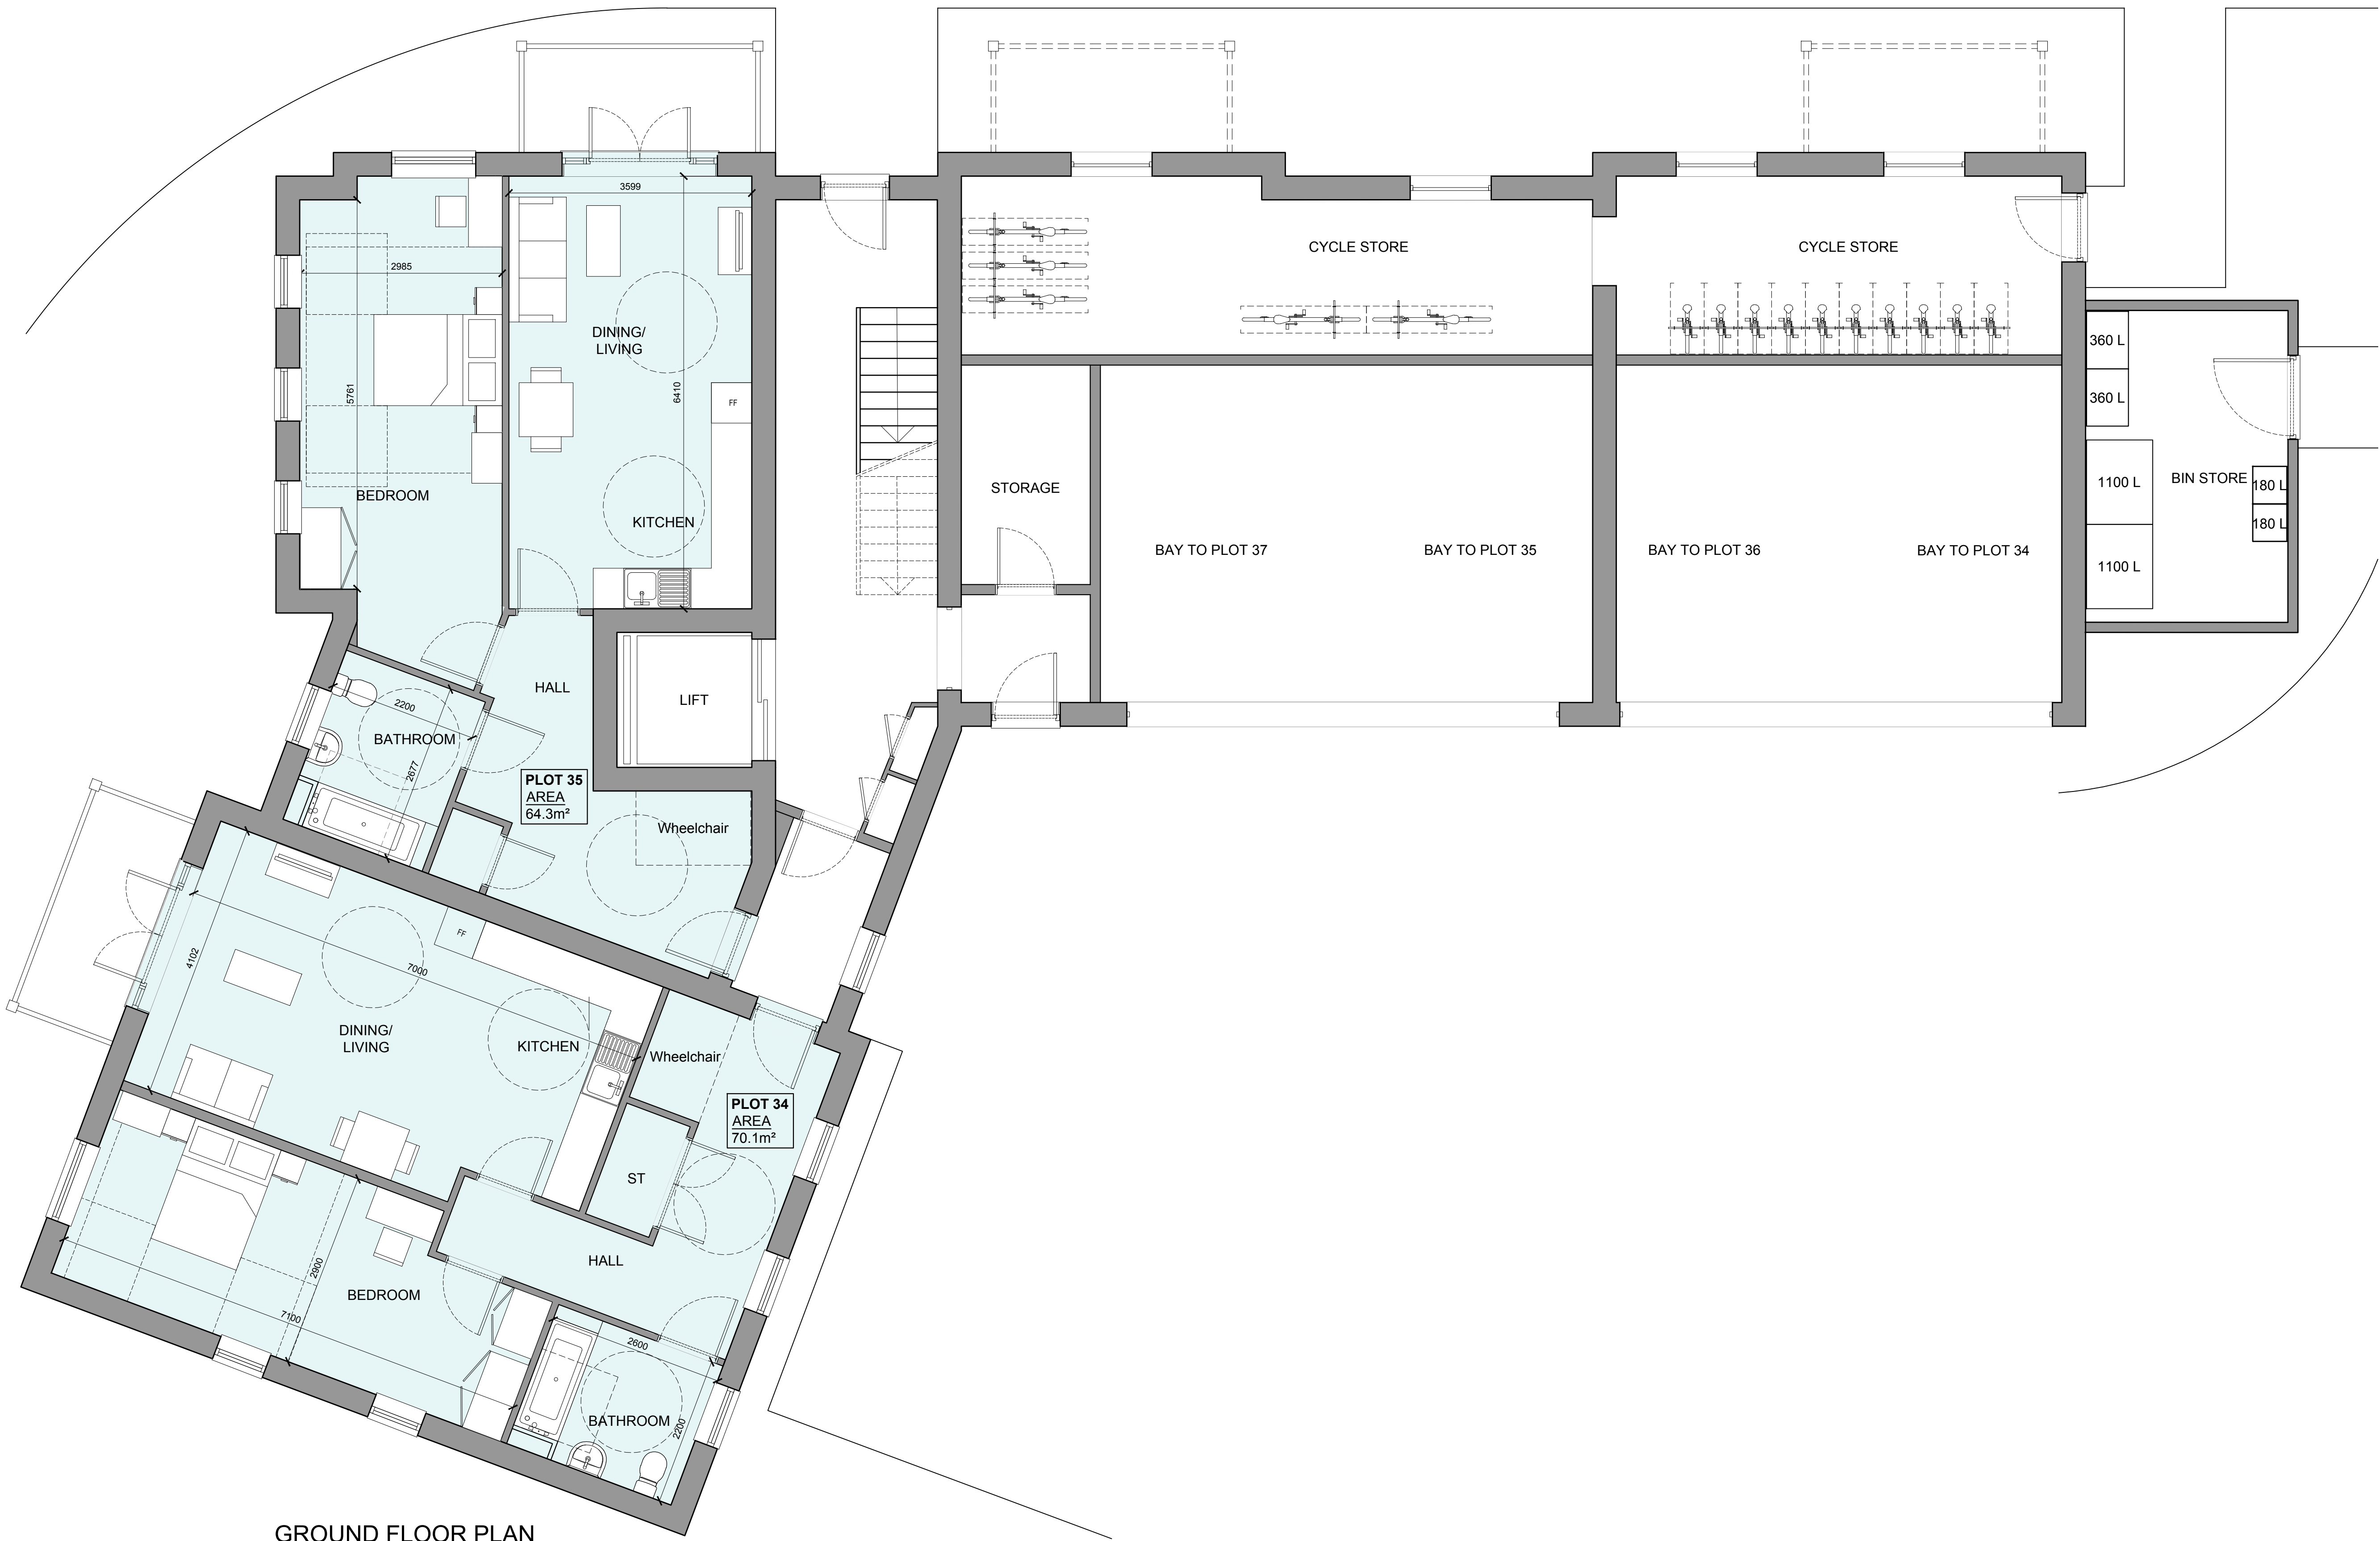 3599
CYCLE STORE
CYCLE STORE
2985
DINING/
LIVING
360 L
360 L
5761
6410
FF
BEDROOM
KITCHEN
STORAGE
BAY TO PLOT 37
BAY TO PLOT 35
BAY TO PLOT 36
BAY TO PLOT 34
1100 L
1100 L
BIN STORE
180 L
180 L
HALL
LIFT
2200
BATHROOM
2677
PLOT 35
AREA
64.3m²
Wheelchair
4102
FF
7000
DINING/
LIVING
KITCHEN
Wheelchair
PLOT 34
AREA
70.1m²
ST
HALL
2900
BEDROOM
7100
2600
BATHROOM
2200
GROUND FLOOR PLAN